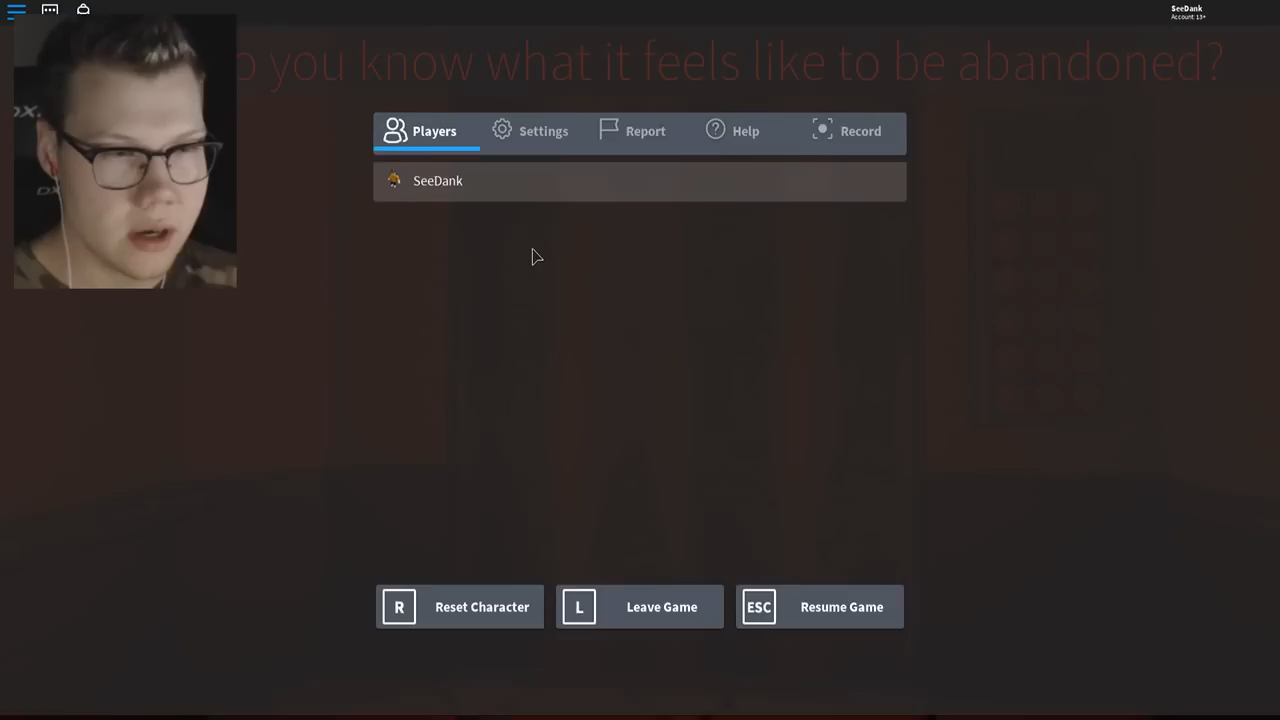 SeeDank
Account: 13+
o you know what it feels like to be abandoned?
Players
Settings
Report
Help
Record
SeeDank
R Reset Character
L Leave Game
ESC Resume Game